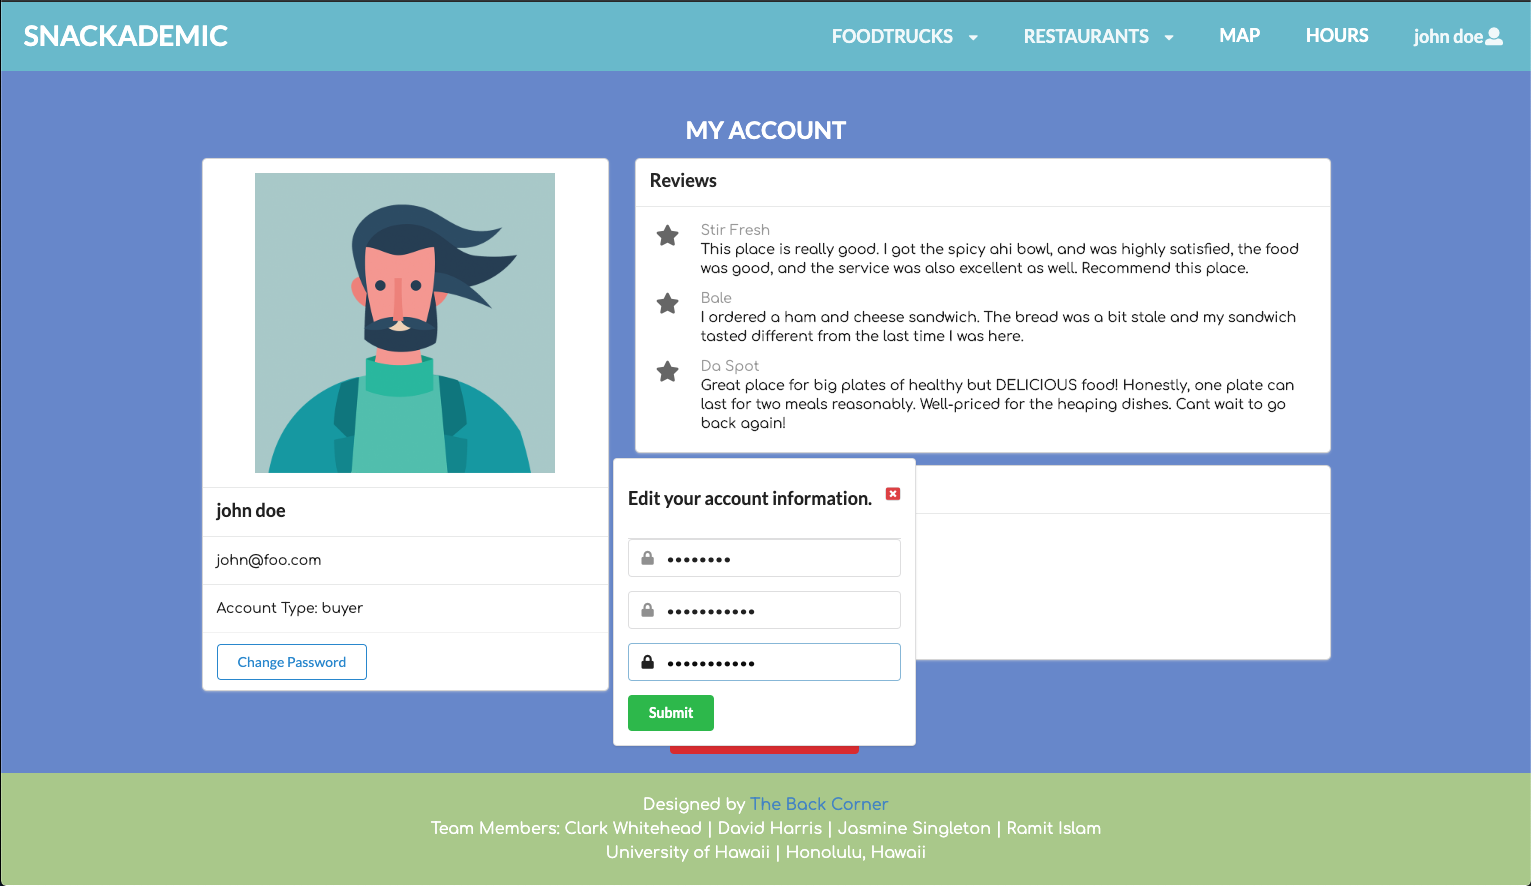 SNACKADEMIC
FOODTRUCKS
RESTAURANTS
MAP
HOURS
john doe
MY ACCOUNT
john doe
john@foo.com
Account Type: buyer
Change Password
Reviews
Stir Fresh
This place is really good. I got the spicy ahi bowl, and was highly satisfied, the food
was good, and the service was also excellent as well. Recommend this place.
Bale
I ordered a ham and cheese sandwich. The bread was a bit stale and my sandwich
tasted different from the last time I was here.
Da Spot
Great place for big plates of healthy but DELICIOUS food! Honestly, one plate can
last for two meals reasonably. Well-priced for the heaping dishes. Cant wait to go
back again!
Edit your account information.
••••••••
•••••••••••
•••••••••••
Submit
Designed by The Back Corner
Team Members: Clark Whitehead | David Harris | Jasmine Singleton | Ramit Islam
University of Hawaii | Honolulu, Hawaii